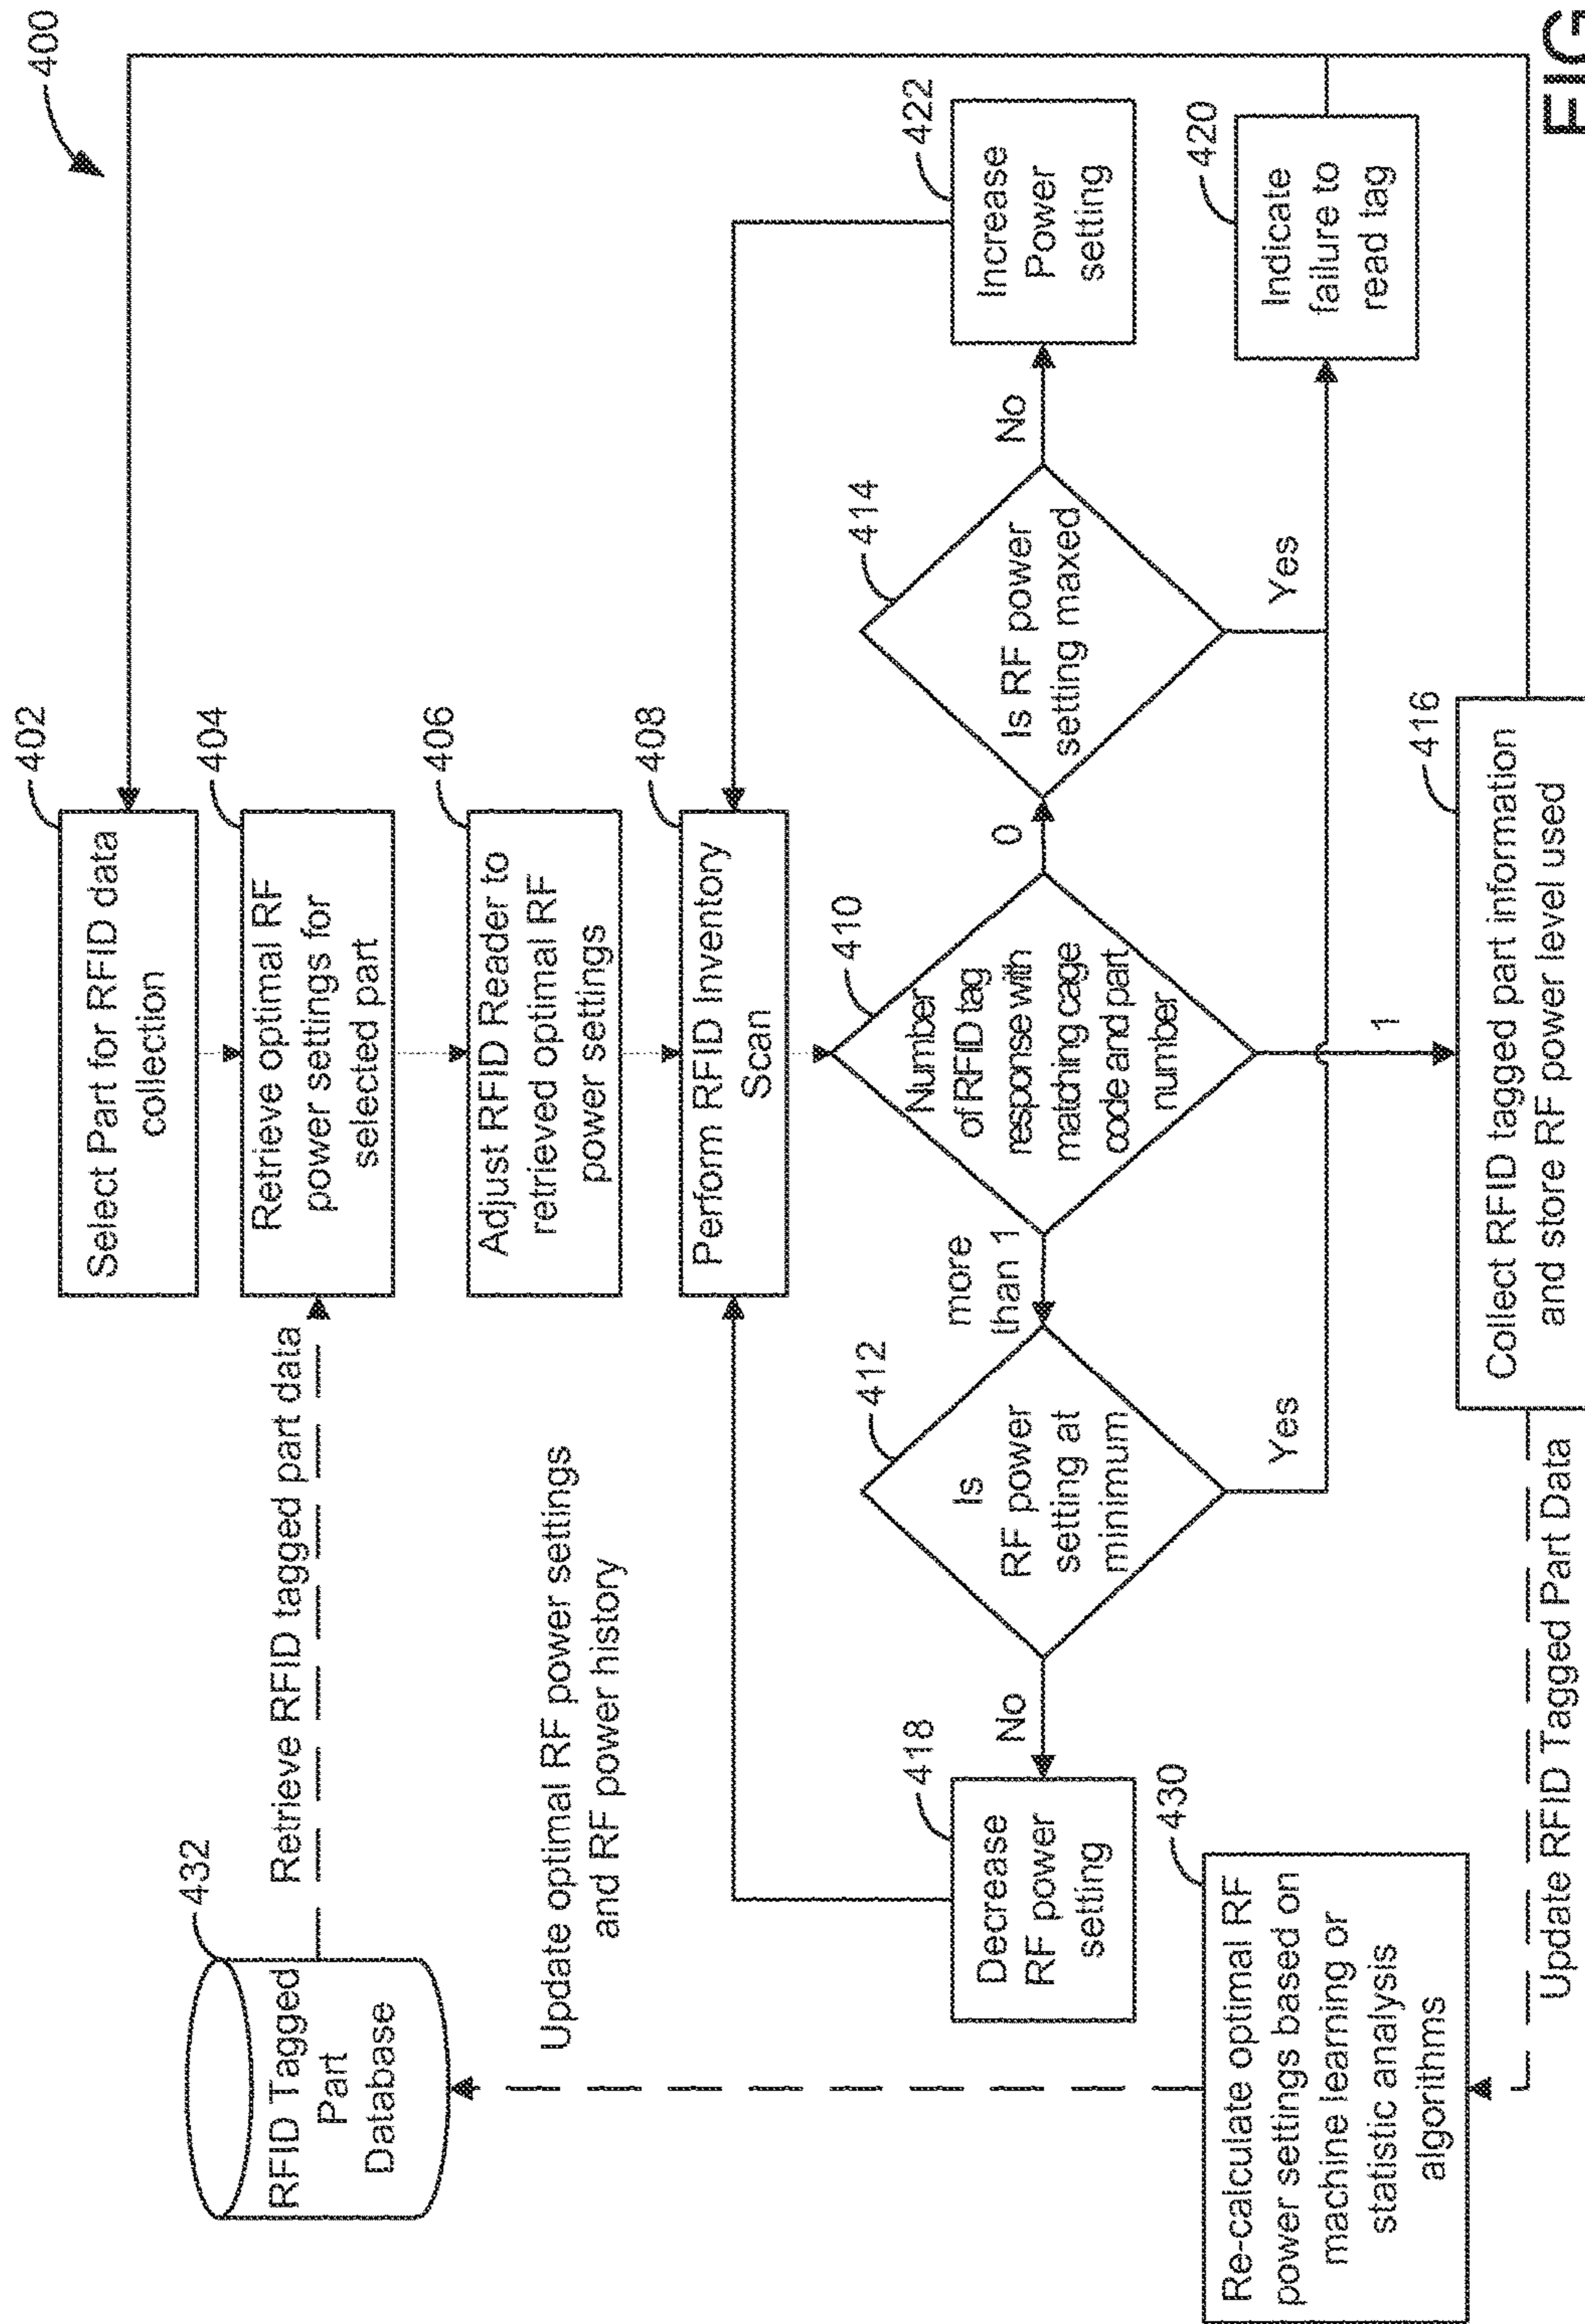 400
402
Select Part for RFID data
collection
432
RFID Tagged
Part
Database
Retrieve RFID tagged part data
404
Retrieve optimal RF
power settings for
selected part
406
Adjust RFID Reader to
retrieved optimal RF
power settings
Update optimal RF power settings
and RF power history
408
Perform RFID Inventory
Scan
410
Number
of RFID tag
response with
matching cage
code and part
number
more
than 1
0
1
412
Is
RF power
setting at
minimum
No
Yes
414
Is RF power
setting maxed
No
Yes
418
Decrease
RF power
setting
422
Increase
Power
setting
420
Indicate
failure to
read tag
430
Re-calculate optimal RF
power settings based on
machine learning or
statistic analysis
algorithms
416
Collect RFID tagged part information
and store RF power level used
Update RFID Tagged Part Data
FIG